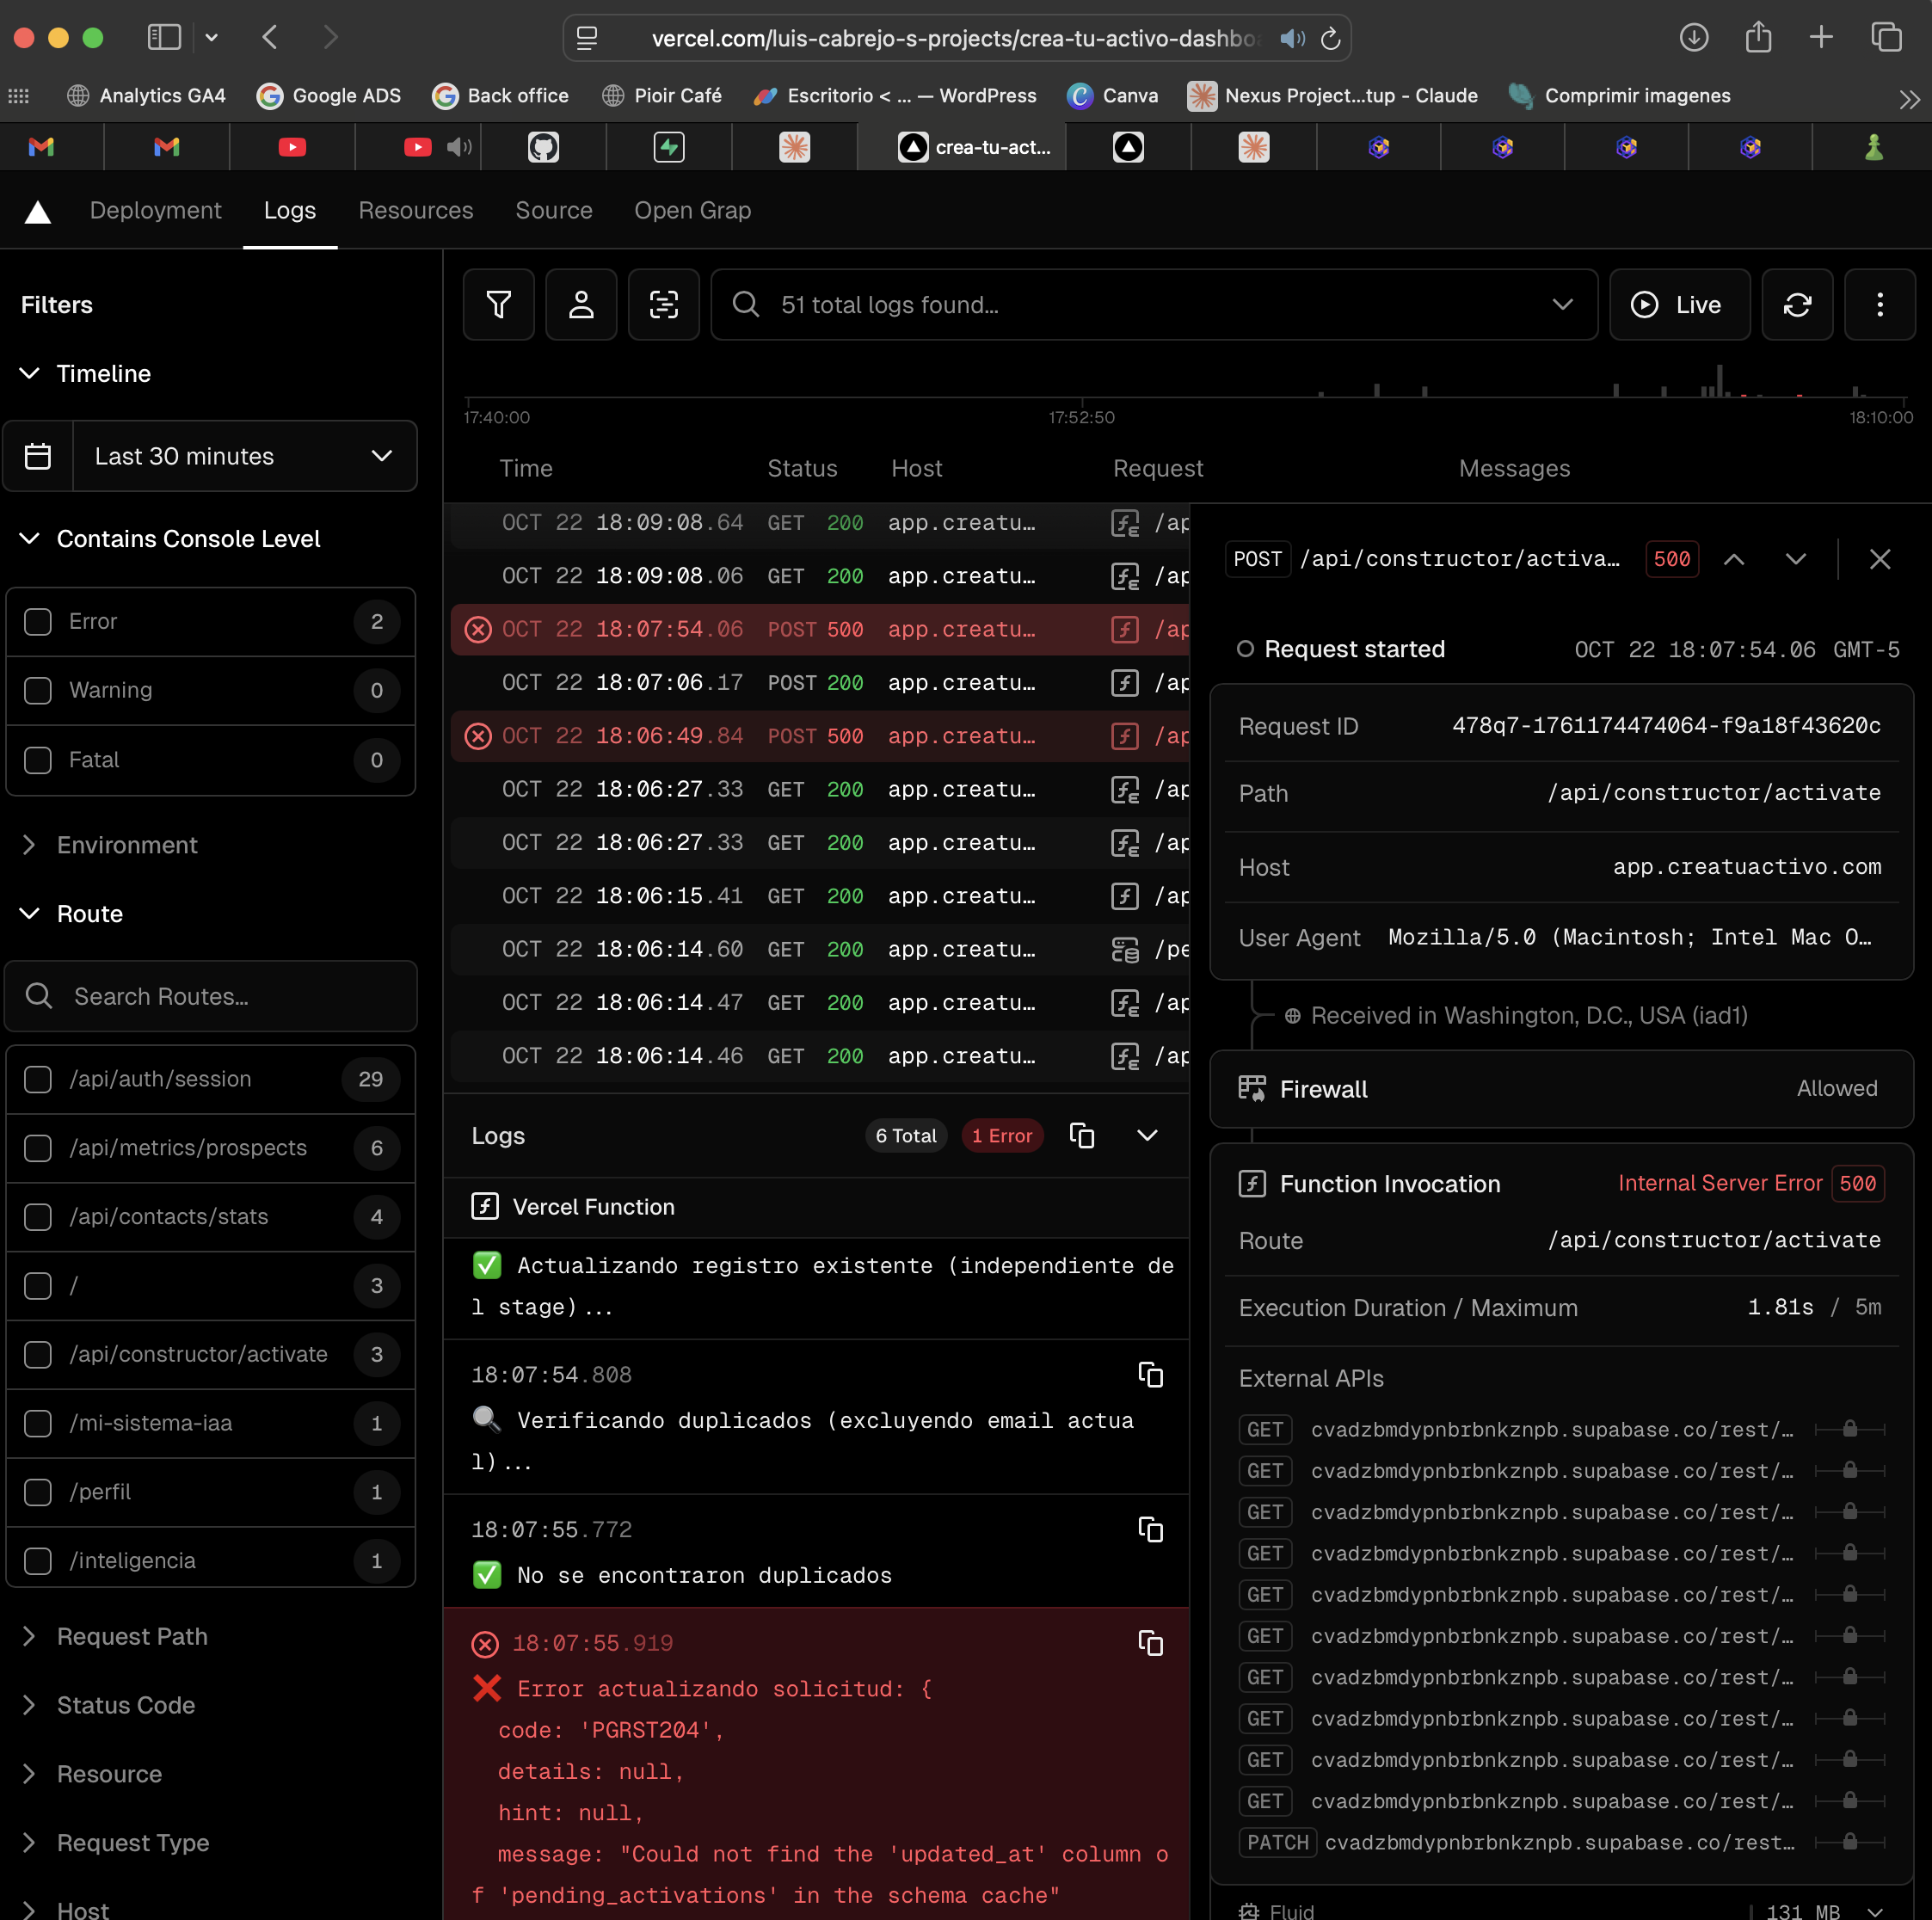 vercel.com/luis-cabrejo-s-projects/crea-tu-activo-dashbo
Analytics GA4
Google ADS
Back office
Pioir Café
Escritorio < ... — WordPress
Canva
Nexus Project...tup - Claude
Comprimir imagenes
crea-tu-act...
Deployment
Logs
Resources
Source
Open Grap
Filters
Timeline
Last 30 minutes
Contains Console Level
Error 2
Warning 0
Fatal 0
Environment
Route
Search Routes...
/api/auth/session 29
/api/metrics/prospects 6
/api/contacts/stats 4
/ 3
/api/constructor/activate 3
/mi-sistema-iaa 1
/perfil 1
/inteligencia 1
Request Path
Status Code
Resource
Request Type
Host
51 total logs found...
Live
17:40:00
17:52:50
18:10:00
Time Status Host Request Messages
OCT 22 18:09:08.64 GET 200 app.creatu... /ap
OCT 22 18:09:08.06 GET 200 app.creatu... /ap
OCT 22 18:07:54.06 POST 500 app.creatu... /ap
OCT 22 18:07:06.17 POST 200 app.creatu... /ap
OCT 22 18:06:49.84 POST 500 app.creatu... /ap
OCT 22 18:06:27.33 GET 200 app.creatu... /ap
OCT 22 18:06:27.33 GET 200 app.creatu... /ap
OCT 22 18:06:15.41 GET 200 app.creatu... /ap
OCT 22 18:06:14.60 GET 200 app.creatu... /pe
OCT 22 18:06:14.47 GET 200 app.creatu... /ap
OCT 22 18:06:14.46 GET 200 app.creatu... /ap
Logs 6 Total 1 Error
Vercel Function
✅ Actualizando registro existente (independiente de
l stage)...
18:07:54.808
🔍 Verificando duplicados (excluyendo email actua
l)...
18:07:55.772
✅ No se encontraron duplicados
18:07:55.919
❌ Error actualizando solicitud: {
code: 'PGRST204',
details: null,
hint: null,
message: "Could not find the 'updated_at' column o
f 'pending_activations' in the schema cache"
POST /api/constructor/activa... 500
Request started OCT 22 18:07:54.06 GMT-5
Request ID 478q7-1761174474064-f9a18f43620c
Path /api/constructor/activate
Host app.creatuactivo.com
User Agent Mozilla/5.0 (Macintosh; Intel Mac O...
Received in Washington, D.C., USA (iad1)
Firewall Allowed
Function Invocation Internal Server Error 500
Route /api/constructor/activate
Execution Duration / Maximum 1.81s / 5m
External APIs
GET cvadzbmdypnbrbnkznpb.supabase.co/rest/...
GET cvadzbmdypnbrbnkznpb.supabase.co/rest/...
GET cvadzbmdypnbrbnkznpb.supabase.co/rest/...
GET cvadzbmdypnbrbnkznpb.supabase.co/rest/...
GET cvadzbmdypnbrbnkznpb.supabase.co/rest/...
GET cvadzbmdypnbrbnkznpb.supabase.co/rest/...
GET cvadzbmdypnbrbnkznpb.supabase.co/rest/...
GET cvadzbmdypnbrbnkznpb.supabase.co/rest/...
GET cvadzbmdypnbrbnkznpb.supabase.co/rest/...
GET cvadzbmdypnbrbnkznpb.supabase.co/rest/...
PATCH cvadzbmdypnbrbnkznpb.supabase.co/rest...
Fluid 131 MB